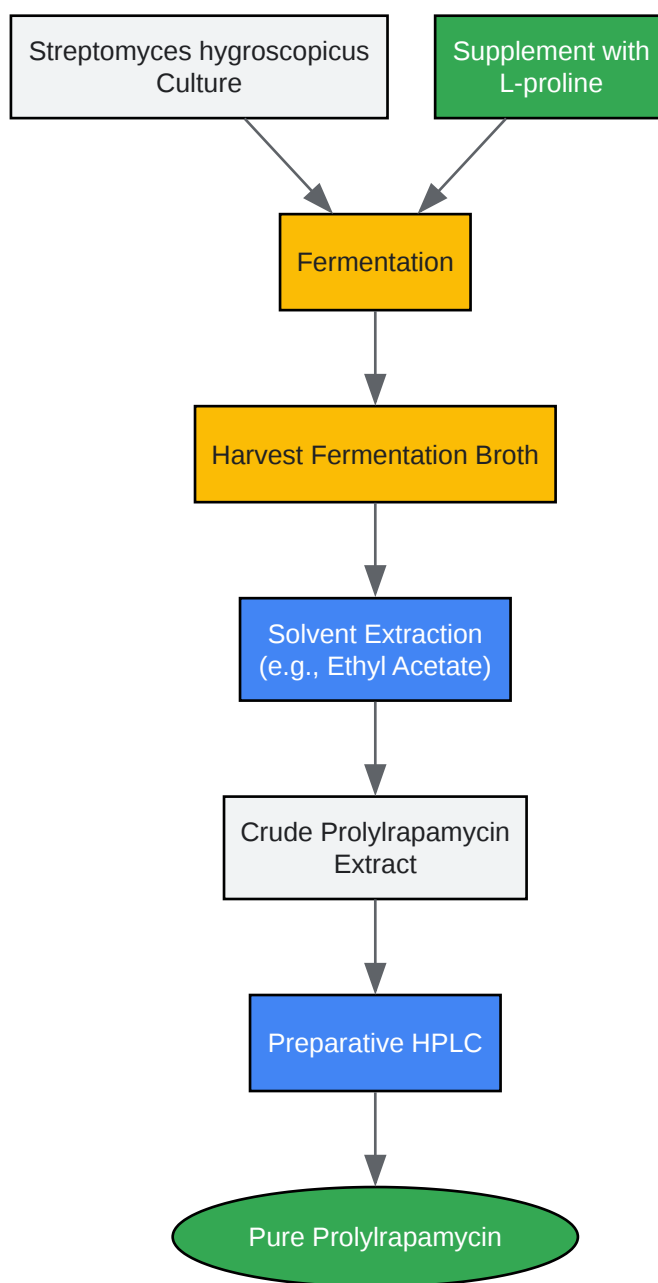 Streptomyces hygroscopicus
Culture
Supplement with
L-proline
Fermentation
Harvest Fermentation Broth
Solvent Extraction
(e.g., Ethyl Acetate)
Crude Prolylrapamycin
Extract
Preparative HPLC
Pure Prolylrapamycin